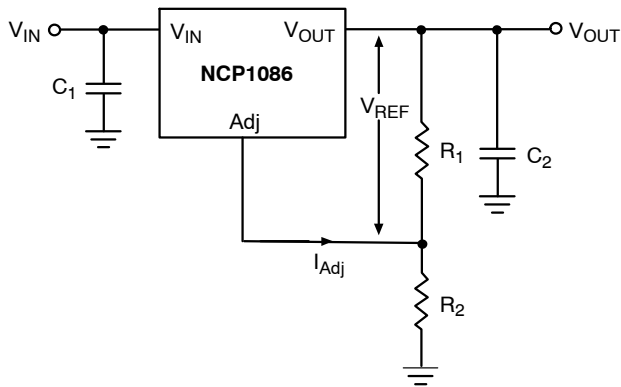 V_IN
V_IN
V_OUT
V_OUT
NCP1086
C_1
V_REF
Adj
R_1
C_2
I_Adj
R_2